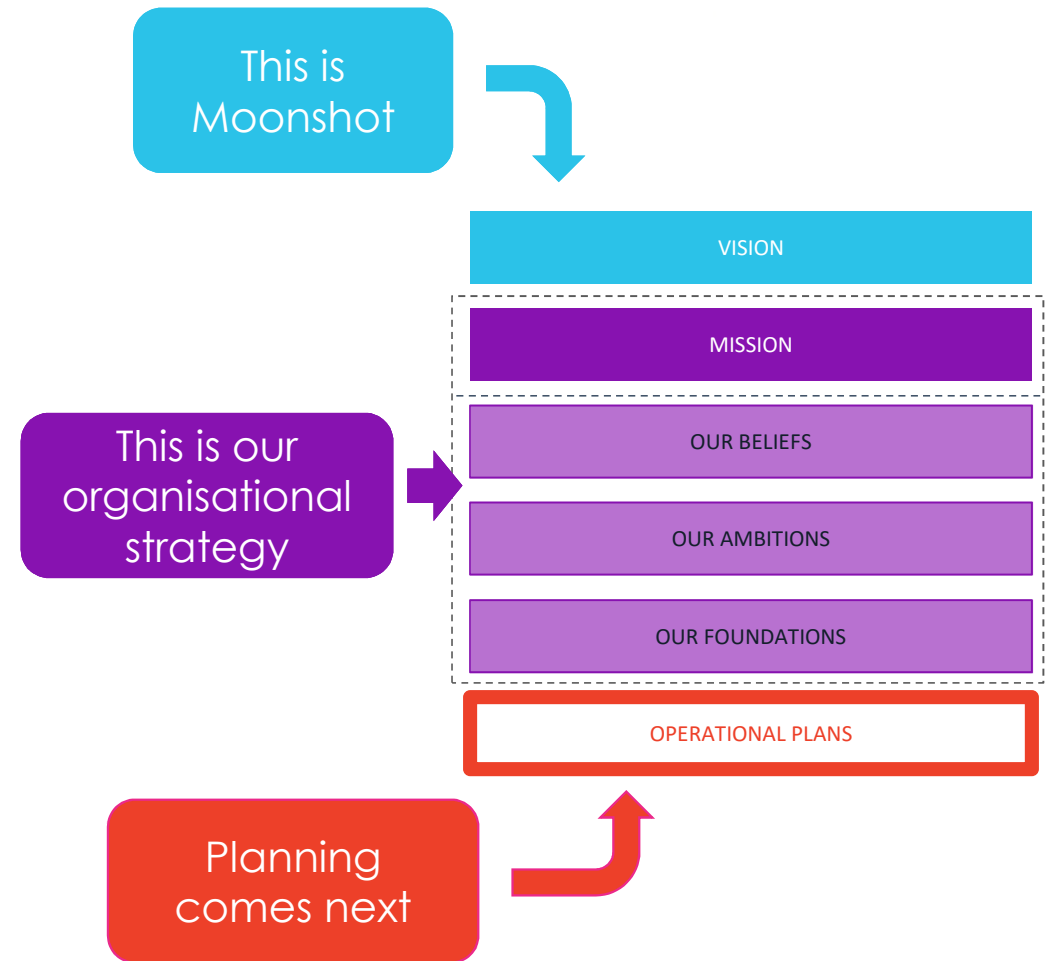 This is
Moonshot
VISION
MISSION
This is our
organisational
strategy
OUR BELIEFS
OUR AMBITIONS
OUR FOUNDATIONS
OPERATIONAL PLANS
Planning
comes next